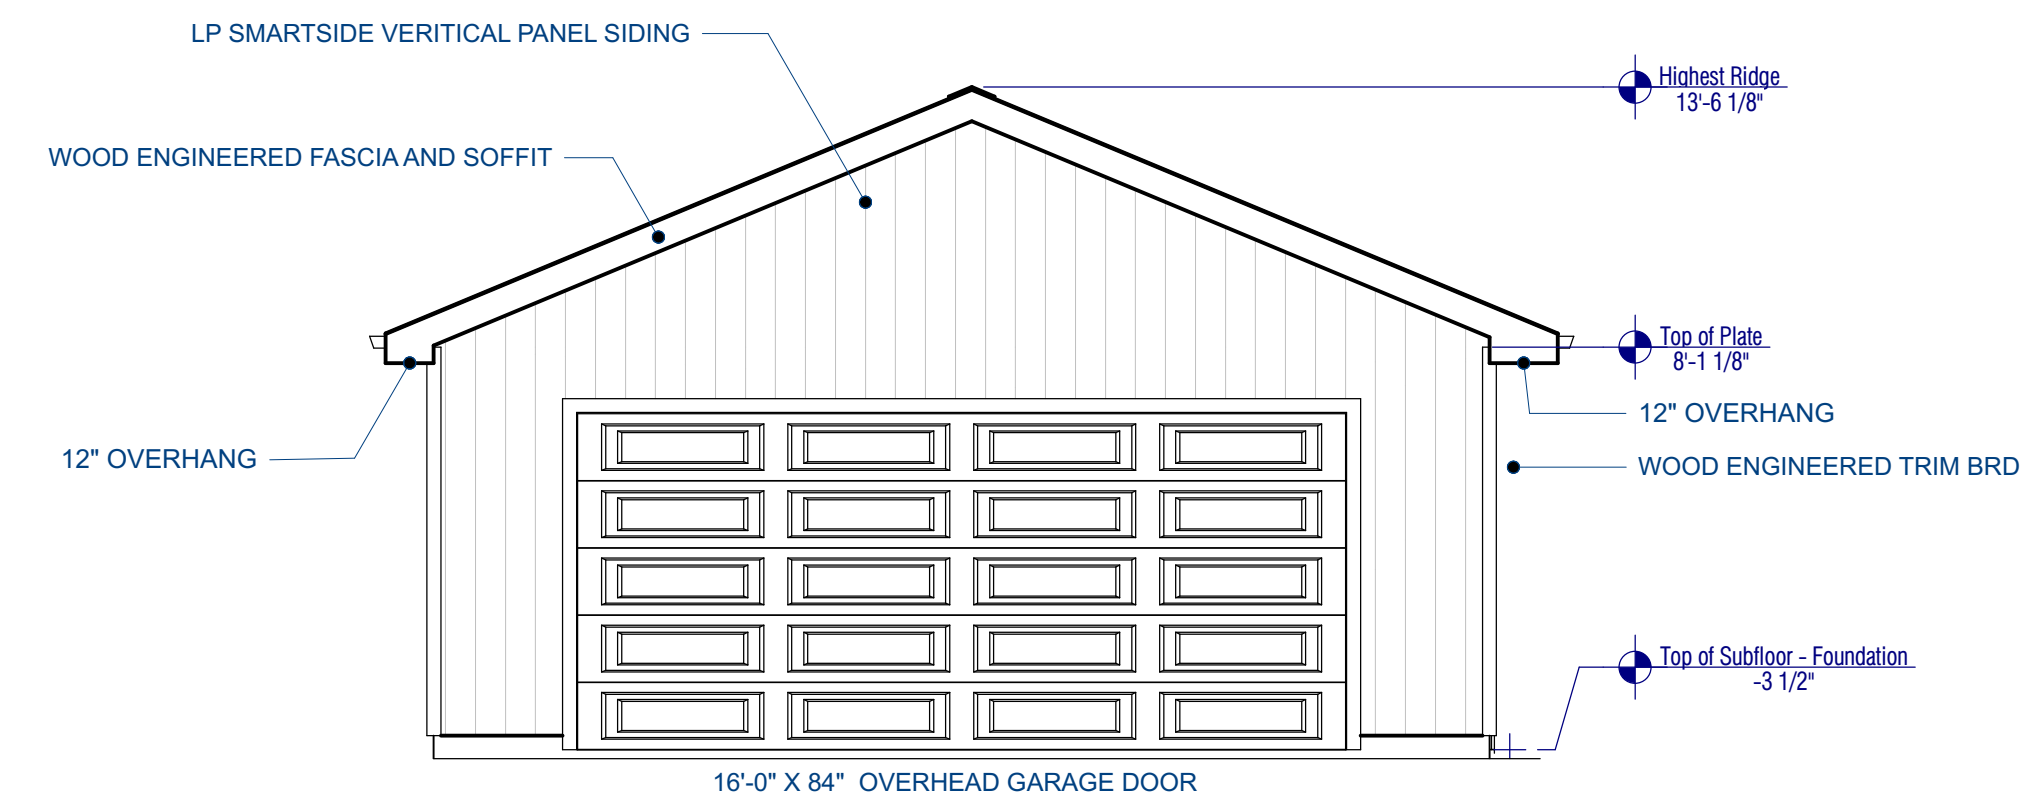 LP SMARTSIDE VERITICAL PANEL SIDING
Highest Ridge
13'-6 1/8"
WOOD ENGINEERED FASCIA AND SOFFIT
Top of Plate
8'-1 1/8"
12" OVERHANG
12" OVERHANG
WOOD ENGINEERED TRIM BRD
Top of Subfloor - Foundation
-3 1/2"
16'-0" X 84" OVERHEAD GARAGE DOOR